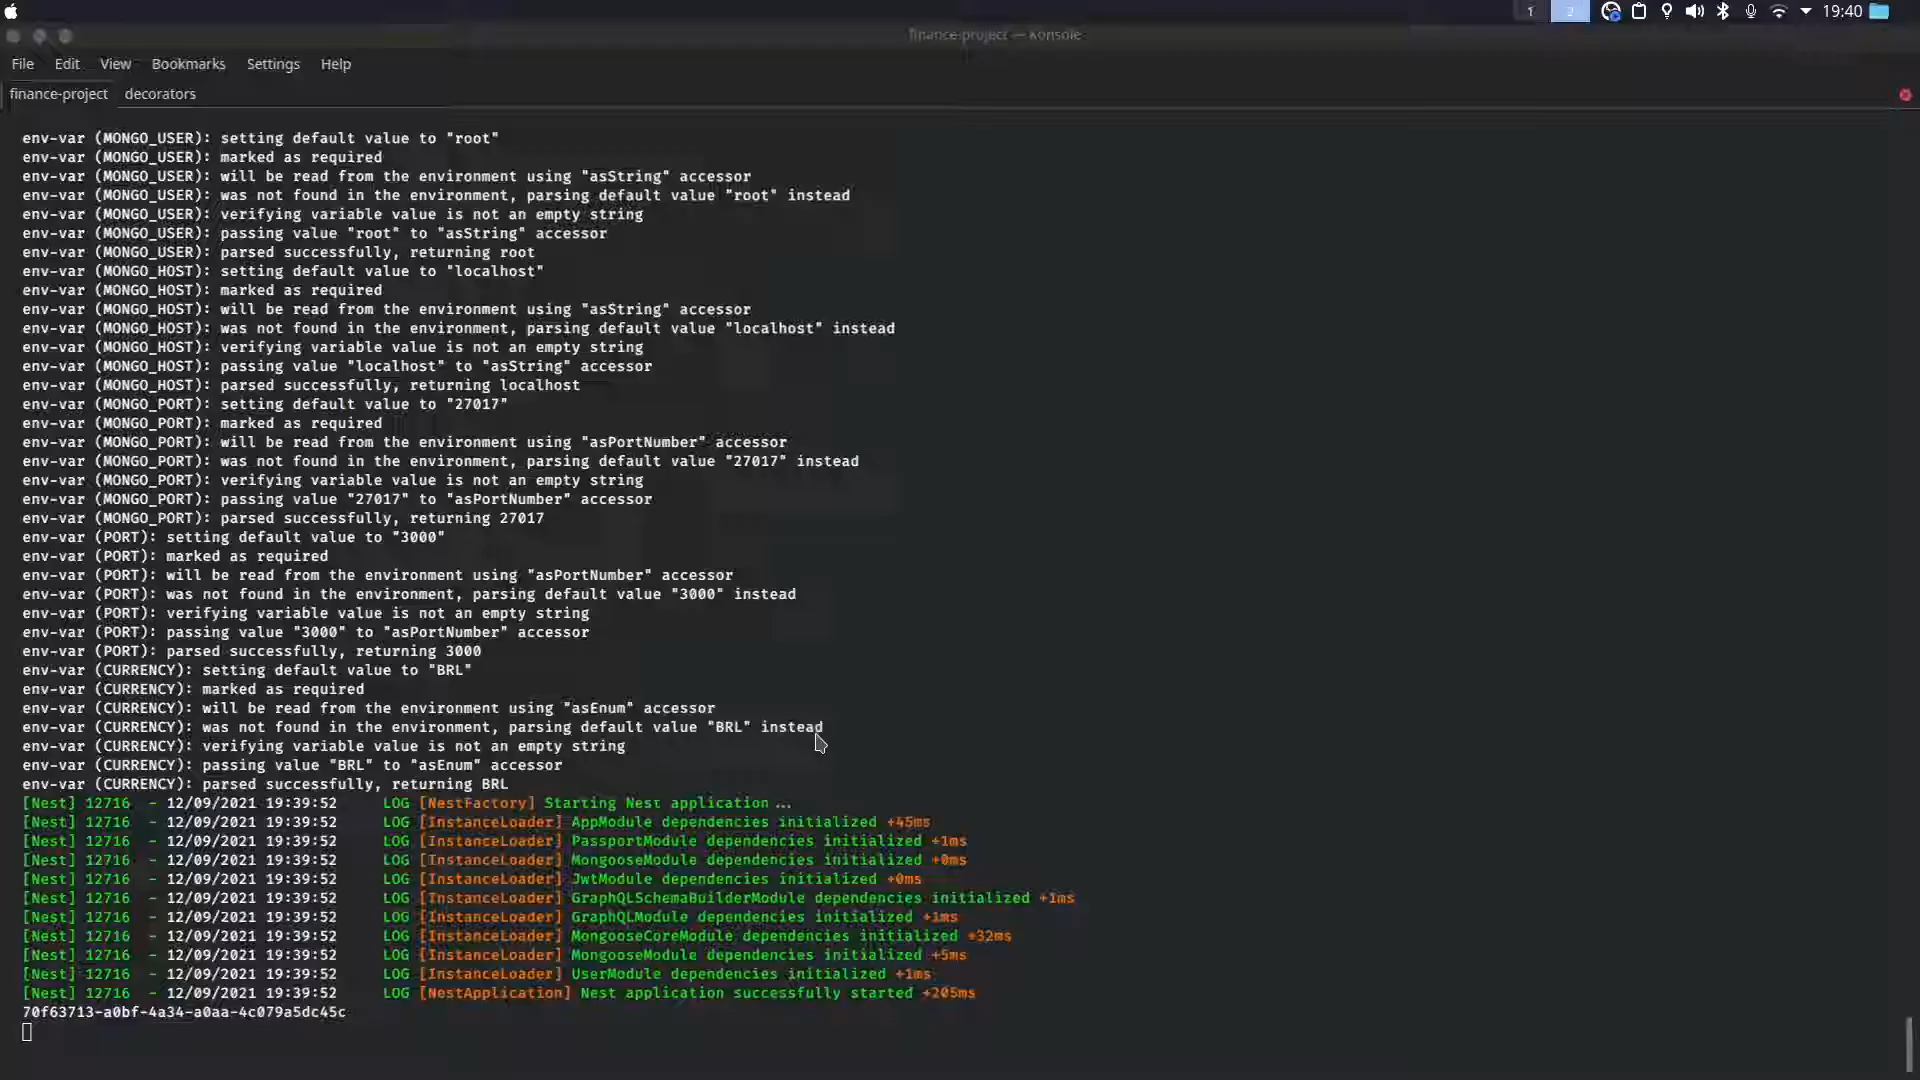 1
2
19:40
finance-project — Konsole
File Edit View Bookmarks Settings Help
finance-project decorators
env-var (MONGO_USER): setting default value to "root"
env-var (MONGO_USER): marked as required
env-var (MONGO_USER): will be read from the environment using "asString" accessor
env-var (MONGO_USER): was not found in the environment, parsing default value "root" instead
env-var (MONGO_USER): verifying variable value is not an empty string
env-var (MONGO_USER): passing value "root" to "asString" accessor
env-var (MONGO_USER): parsed successfully, returning root
env-var (MONGO_HOST): setting default value to "localhost"
env-var (MONGO_HOST): marked as required
env-var (MONGO_HOST): will be read from the environment using "asString" accessor
env-var (MONGO_HOST): was not found in the environment, parsing default value "localhost" instead
env-var (MONGO_HOST): verifying variable value is not an empty string
env-var (MONGO_HOST): passing value "localhost" to "asString" accessor
env-var (MONGO_HOST): parsed successfully, returning localhost
env-var (MONGO_PORT): setting default value to "27017"
env-var (MONGO_PORT): marked as required
env-var (MONGO_PORT): will be read from the environment using "asPortNumber" accessor
env-var (MONGO_PORT): was not found in the environment, parsing default value "27017" instead
env-var (MONGO_PORT): verifying variable value is not an empty string
env-var (MONGO_PORT): passing value "27017" to "asPortNumber" accessor
env-var (MONGO_PORT): parsed successfully, returning 27017
env-var (PORT): setting default value to "3000"
env-var (PORT): marked as required
env-var (PORT): will be read from the environment using "asPortNumber" accessor
env-var (PORT): was not found in the environment, parsing default value "3000" instead
env-var (PORT): verifying variable value is not an empty string
env-var (PORT): passing value "3000" to "asPortNumber" accessor
env-var (PORT): parsed successfully, returning 3000
env-var (CURRENCY): setting default value to "BRL"
env-var (CURRENCY): marked as required
env-var (CURRENCY): will be read from the environment using "asEnum" accessor
env-var (CURRENCY): was not found in the environment, parsing default value "BRL" instead
env-var (CURRENCY): verifying variable value is not an empty string
env-var (CURRENCY): passing value "BRL" to "asEnum" accessor
env-var (CURRENCY): parsed successfully, returning BRL
[Nest] 12716 - 12/09/2021 19:39:52 LOG [NestFactory] Starting Nest application...
[Nest] 12716 - 12/09/2021 19:39:52 LOG [InstanceLoader] AppModule dependencies initialized +45ms
[Nest] 12716 - 12/09/2021 19:39:52 LOG [InstanceLoader] PassportModule dependencies initialized +1ms
[Nest] 12716 - 12/09/2021 19:39:52 LOG [InstanceLoader] MongooseModule dependencies initialized +0ms
[Nest] 12716 - 12/09/2021 19:39:52 LOG [InstanceLoader] JwtModule dependencies initialized +0ms
[Nest] 12716 - 12/09/2021 19:39:52 LOG [InstanceLoader] GraphQLSchemaBuilderModule dependencies initialized +1ms
[Nest] 12716 - 12/09/2021 19:39:52 LOG [InstanceLoader] GraphQLModule dependencies initialized +1ms
[Nest] 12716 - 12/09/2021 19:39:52 LOG [InstanceLoader] MongooseCoreModule dependencies initialized +32ms
[Nest] 12716 - 12/09/2021 19:39:52 LOG [InstanceLoader] MongooseModule dependencies initialized +5ms
[Nest] 12716 - 12/09/2021 19:39:52 LOG [InstanceLoader] UserModule dependencies initialized +1ms
[Nest] 12716 - 12/09/2021 19:39:52 LOG [NestApplication] Nest application successfully started +205ms
70f63713-a0bf-4a34-a0aa-4c079a5dc45c